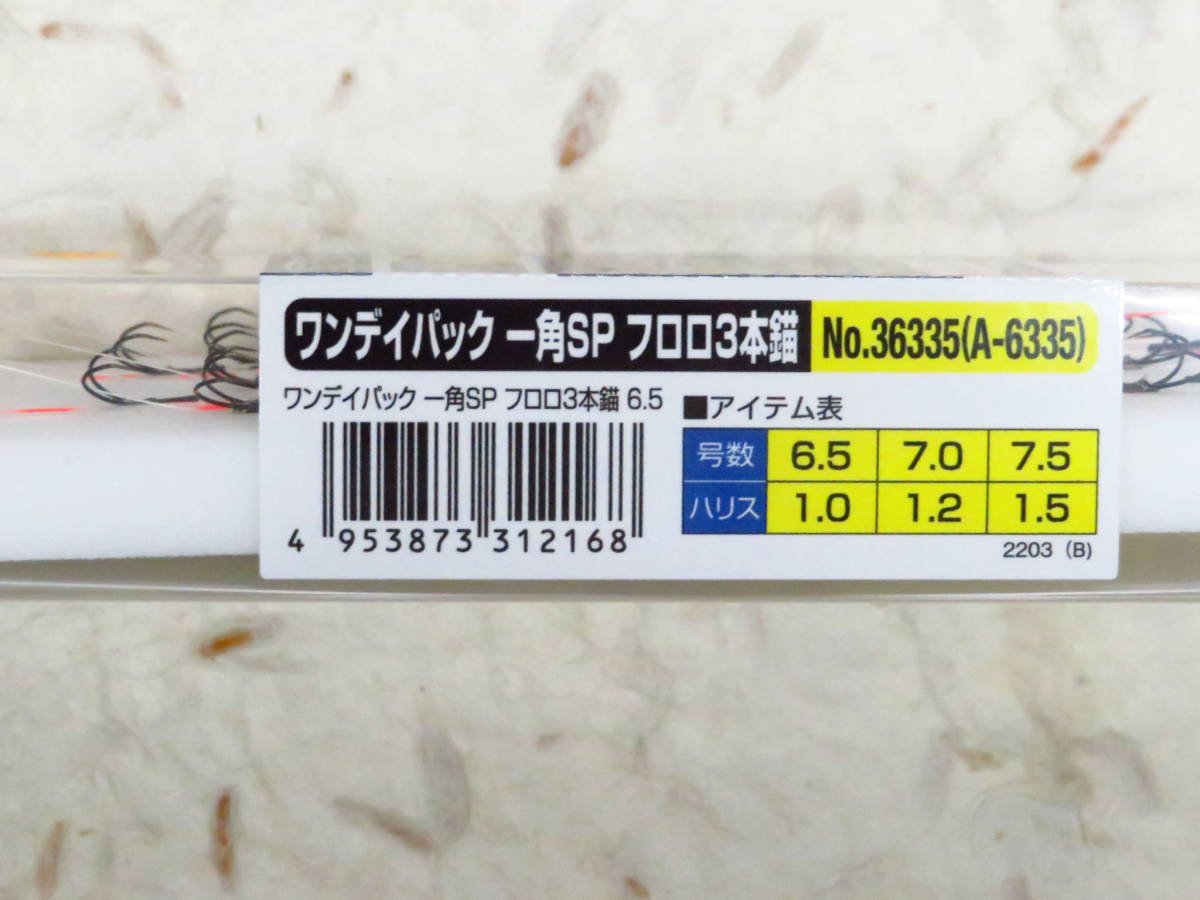 ワンデイパック 一角SP フロロ3本錨 No.36335(A-6335)
ワンデイパック 一角SP フロロ3本錨 6.5
■アイテム表
号数 6.5 7.0 7.5
ハリス 1.0 1.2 1.5
4 953873 312168
2203 (B)